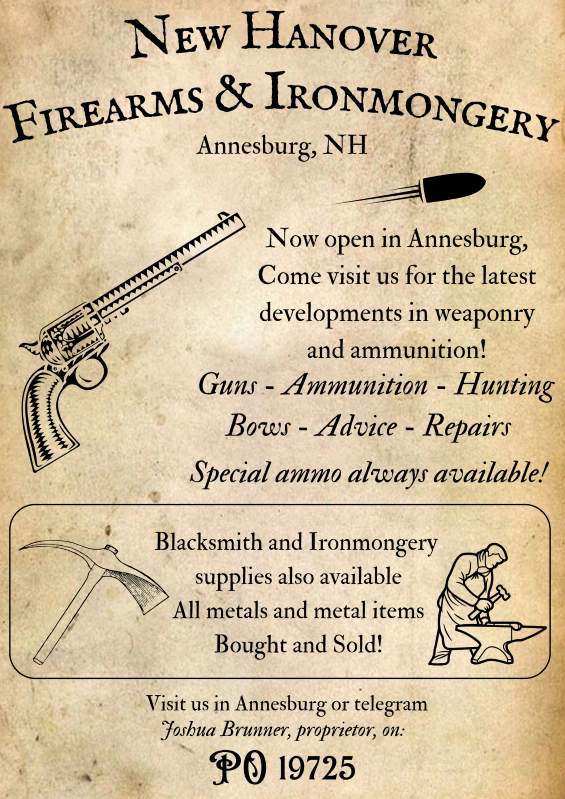 New Hanover
Firearms & Ironmongery
Annesburg, NH
Now open in Annesburg,
Come visit us for the latest
developments in weaponry
and ammunition!
Guns - Ammunition - Hunting
Bows - Advice - Repairs
Special ammo always available!
Blacksmith and Ironmongery
supplies also available
All metals and metal items
Bought and Sold!
Visit us in Annesburg or telegram
Joshua Brunner, proprietor, on:
PO 19725